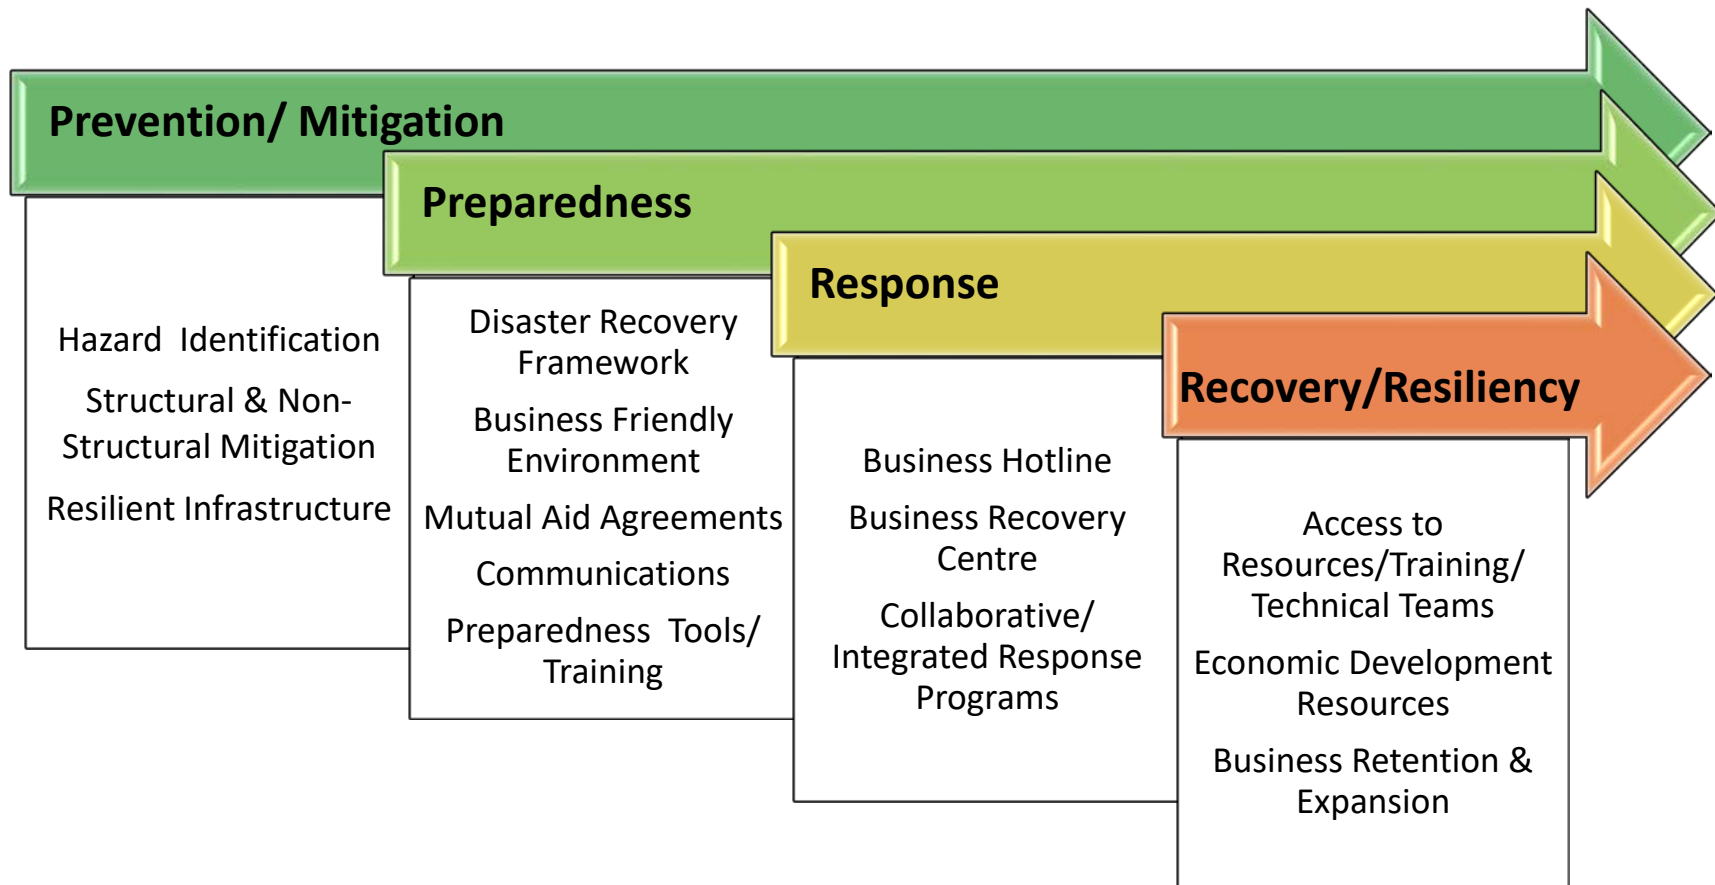 Prevention/ Mitigation
Hazard Identification
Structural & Non-
Structural Mitigation
Resilient Infrastructure
Preparedness
Disaster Recovery
Framework
Business Friendly
Environment
Mutual Aid Agreements
Communications
Preparedness Tools/
Training
Response
Business Hotline
Business Recovery
Centre
Collaborative/
Integrated Response
Programs
Recovery/Resiliency
Access to
Resources/Training/
Technical Teams
Economic Development
Resources
Business Retention &
Expansion